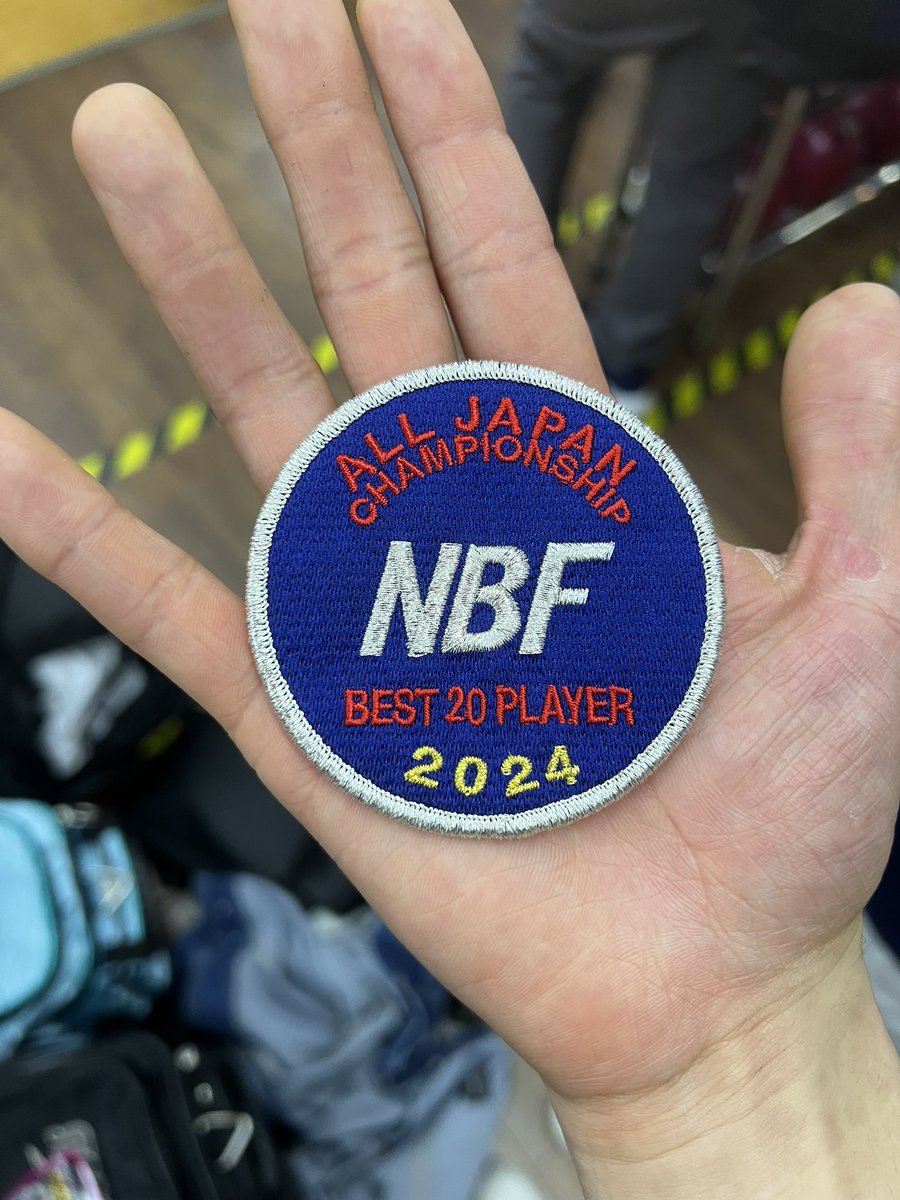 ALL JAPAN
CHAMPIONSHIP
NBF
BEST 20 PLAYER
2024